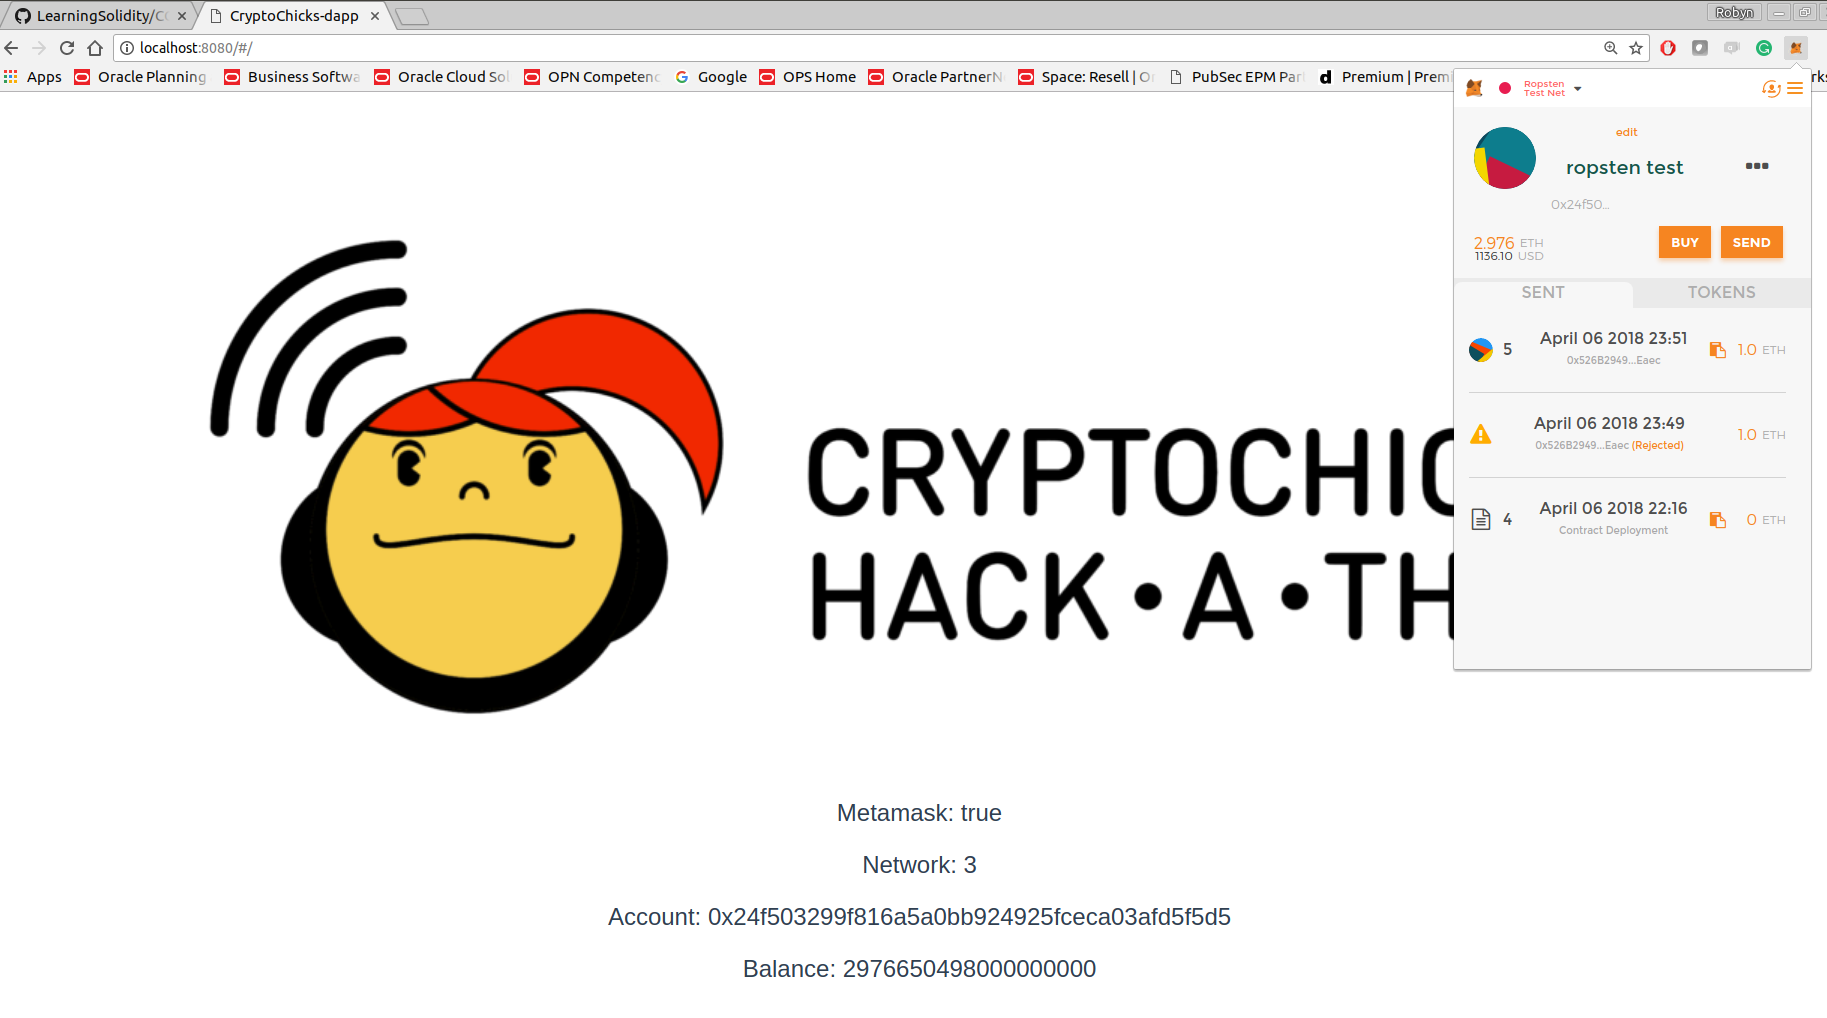 LearningSolidity/C
CryptoChicks-dapp
Robyn
localhost:8080/#/
Apps
Oracle Planning
Business Softwa
Oracle Cloud Sol
OPN Competenc
Google
OPS Home
Oracle PartnerN
Space: Resell | O
PubSec EPM Part
Premium | Premi
rks
Ropsten
Test Net
edit
ropsten test
0x24f50...
2.976 ETH
1136.10 USD
BUY
SEND
SENT
TOKENS
5
April 06 2018 23:51
0x526B2949...Eaec
1.0 ETH
April 06 2018 23:49
0x526B2949...Eaec (Rejected)
1.0 ETH
4
April 06 2018 22:16
Contract Deployment
0 ETH
CRYPTOCHIC
HACK•A•TH
Metamask: true
Network: 3
Account: 0x24f503299f816a5a0bb924925fceca03afd5f5d5
Balance: 2976650498000000000